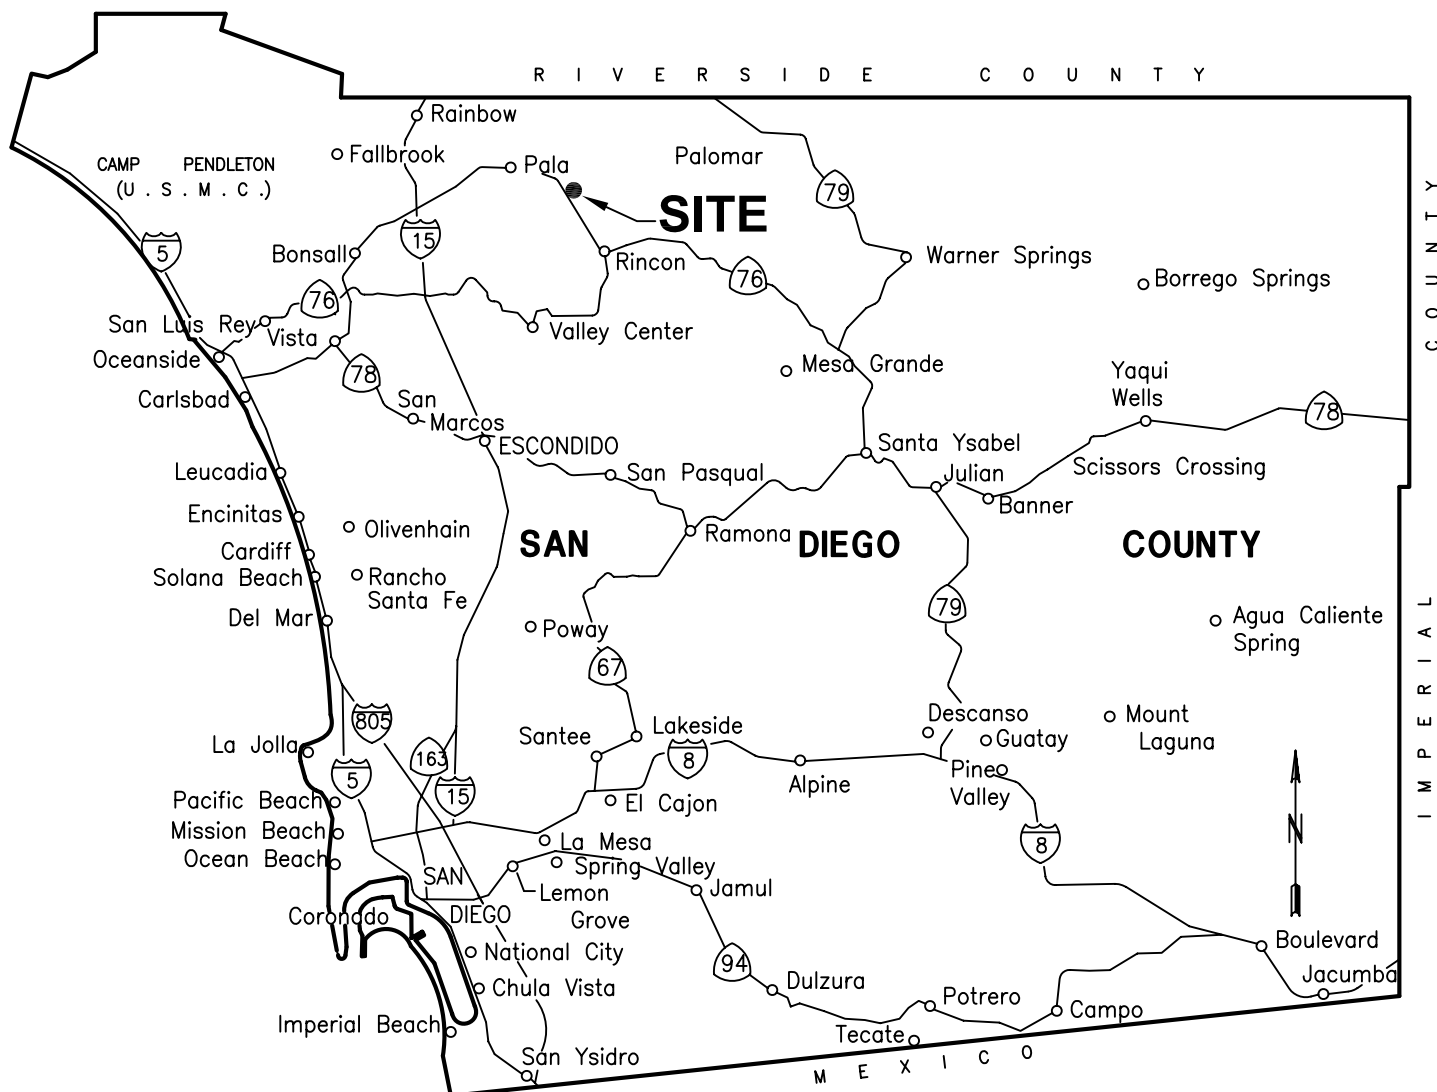 R I V E R S I D E C O U N T Y
Rainbow
Fallbrook
CAMP PENDLETON
(U . S . M . C .)
Pala
Palomar
79
SITE
5
15
Bonsall
Rincon
Warner Springs
76
76
Borrego Springs
C O U N T Y
San Luis Rey
Vista
Valley Center
Oceanside
78
Mesa Grande
Yaqui
Wells
Carlsbad
San
Marcos
78
ESCONDIDO
Santa Ysabel
Leucadia
San Pasqual
Julian
Scissors Crossing
Banner
Encinitas
Olivenhain
Ramona
SAN DIEGO COUNTY
Cardiff
Solana Beach
Rancho
Santa Fe
79
Del Mar
Poway
Agua Caliente
Spring
I M P E R I A L
67
805
Lakeside
Descanso
Mount
Laguna
La Jolla
Santee
Guatay
163
8
5
Alpine
Pine
Valley
Pacific Beach
15
El Cajon
N
Mission Beach
La Mesa
8
Ocean Beach
Spring Valley
SAN
DIEGO
Lemon
Grove
Jamul
Coronado
National City
94
Boulevard
Chula Vista
Dulzura
Jacumba
Potrero
Campo
Imperial Beach
Tecate
San Ysidro
M E X I C O